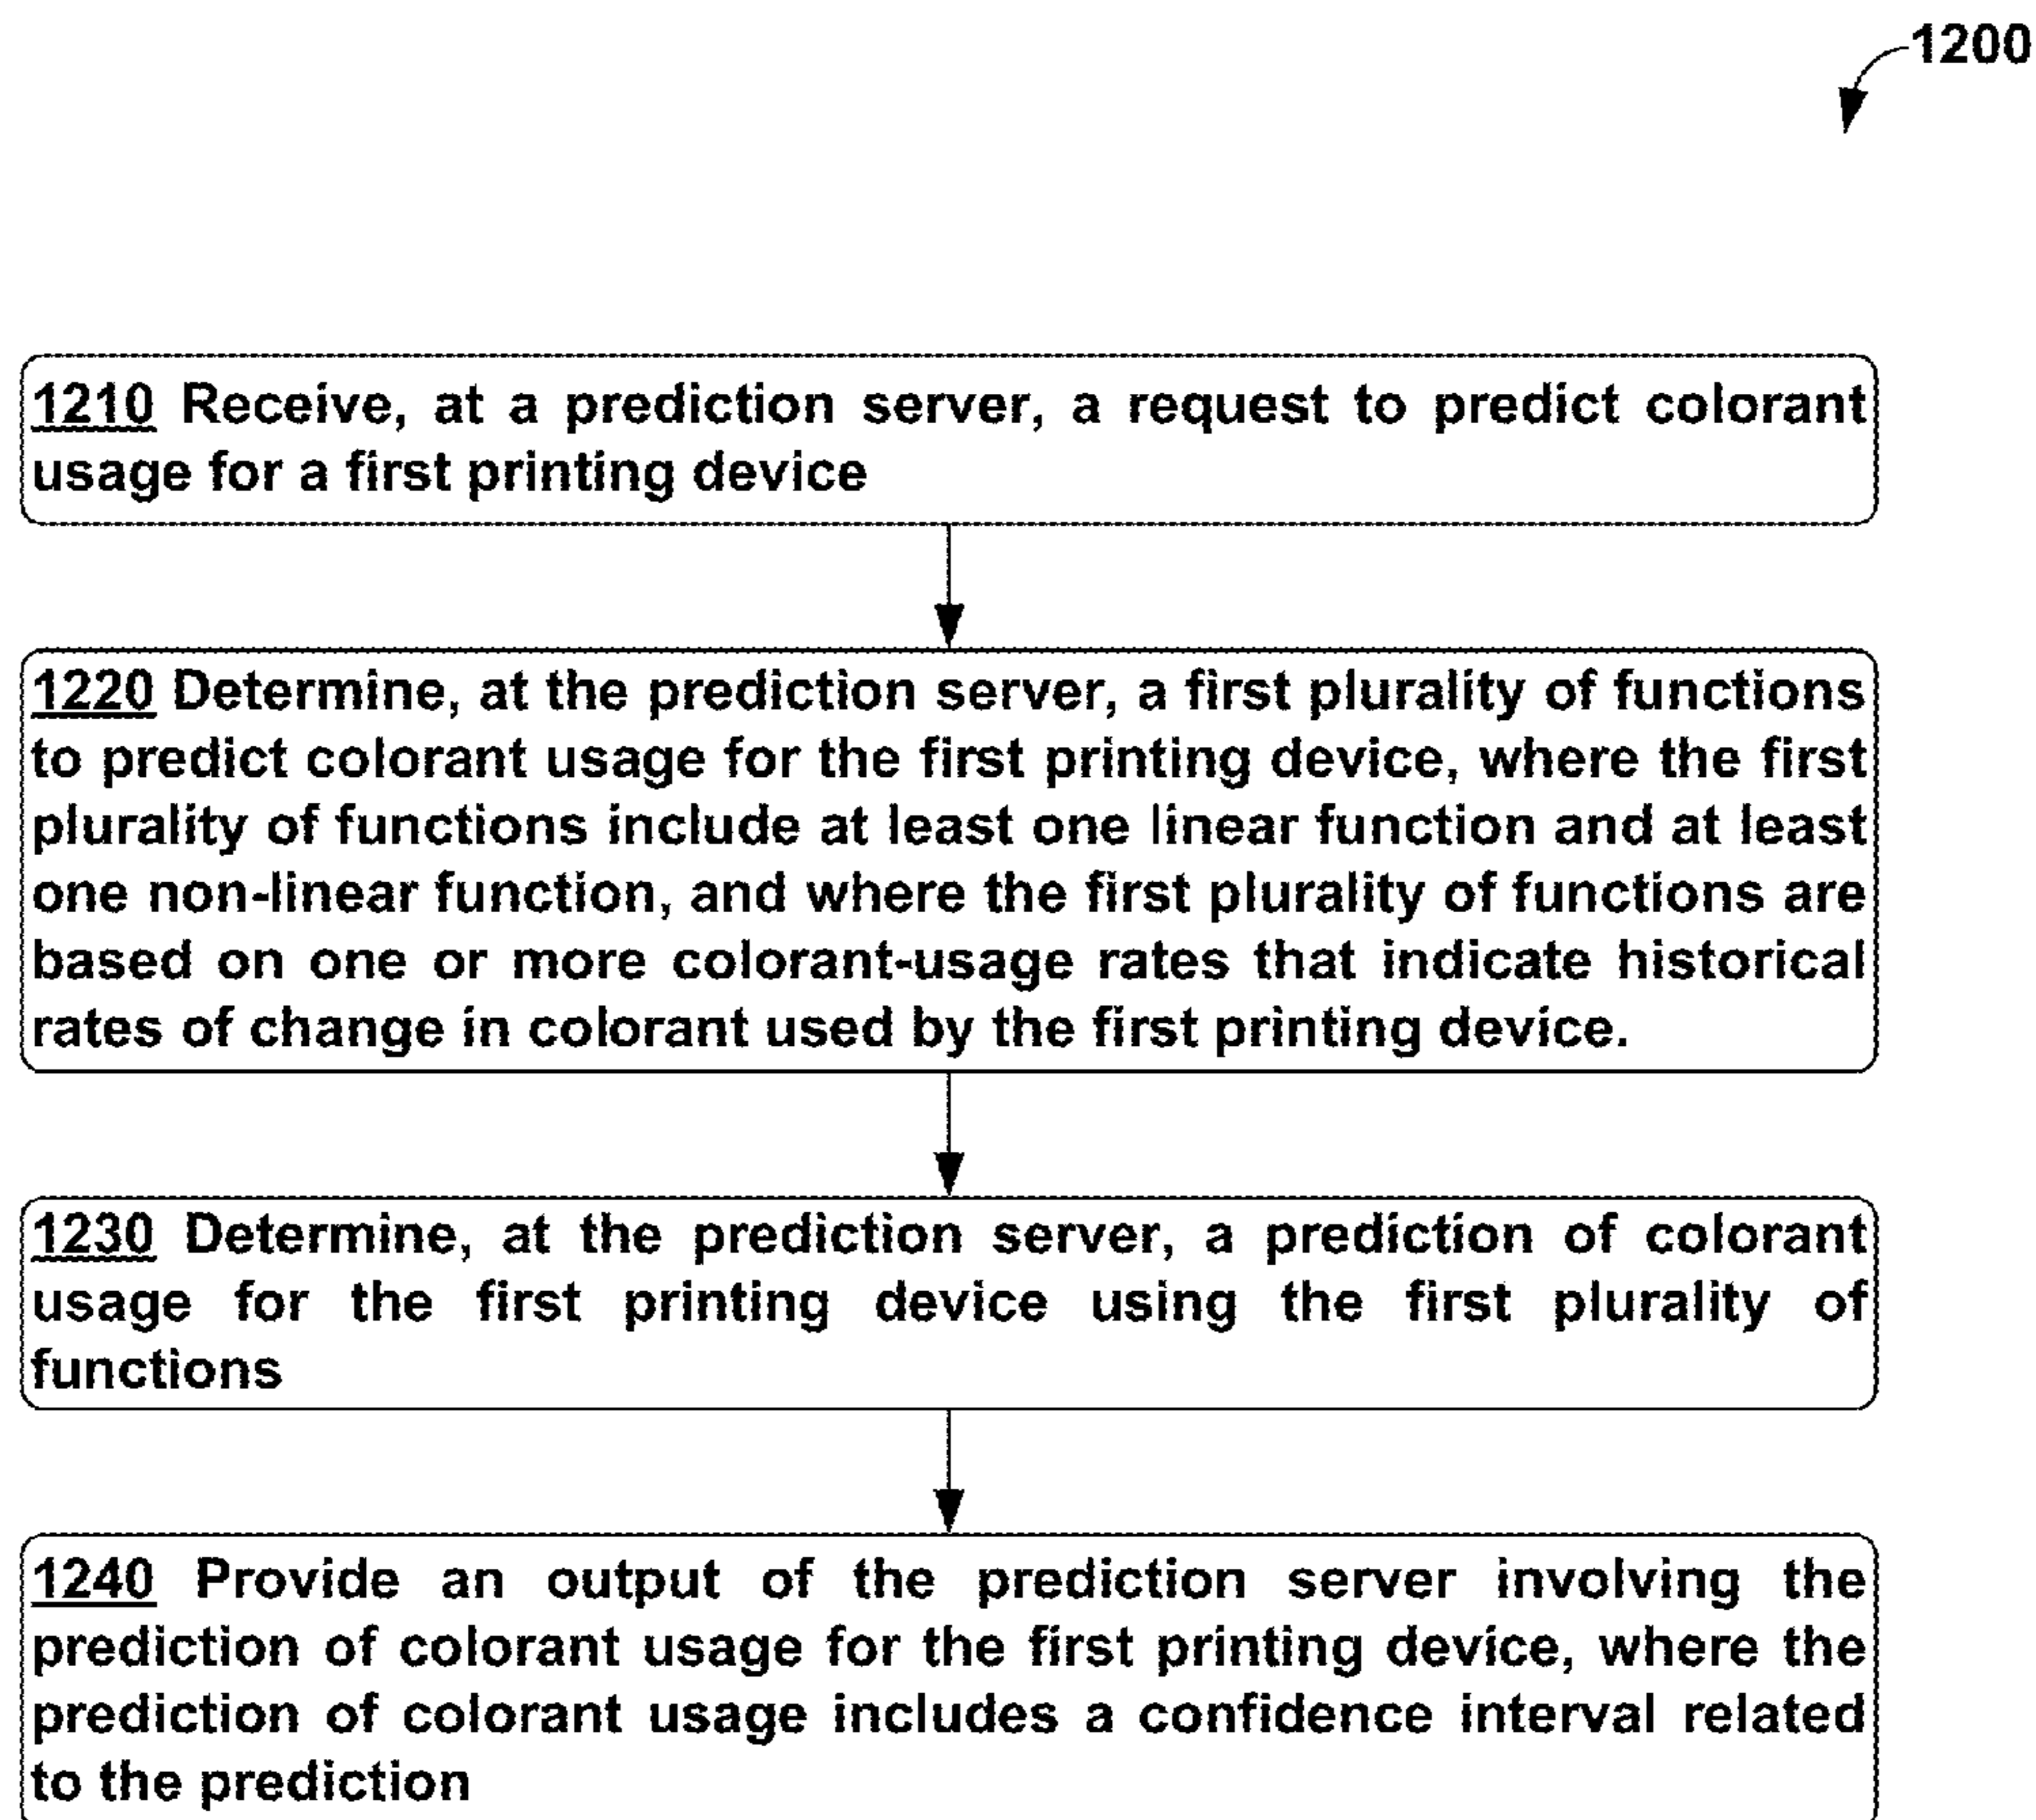 1200
1210 Receive, at a prediction server, a request to predict colorant
usage for a first printing device
1220 Determine, at the prediction server, a first plurality of functions
to predict colorant usage for the first printing device, where the first
plurality of functions include at least one linear function and at least
one non-linear function, and where the first plurality of functions are
based on one or more colorant-usage rates that indicate historical
rates of change in colorant used by the first printing device.
1230 Determine, at the prediction server, a prediction of colorant
usage for the first printing device using the first plurality of
functions
1240 Provide an output of the prediction server involving the
prediction of colorant usage for the first printing device, where the
prediction of colorant usage includes a confidence interval related
to the prediction